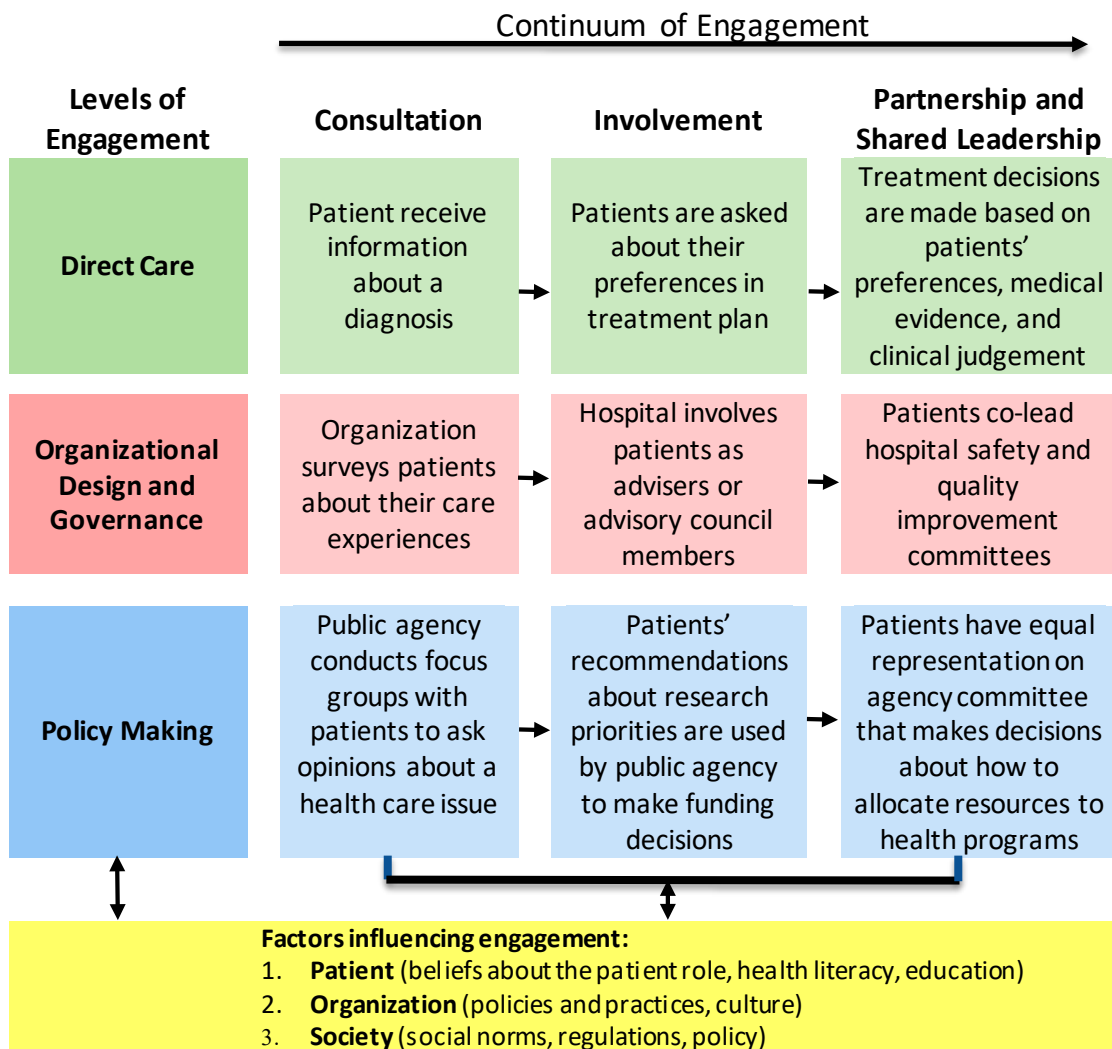 Continuum of Engagement
Levels of
Engagement
Consultation
Involvement
Partnership and
Shared Leadership
Direct Care
Patient receive
information
about a
diagnosis
Patients are asked
about their
preferences in
treatment plan
Treatment decisions
are made based on
patients’
preferences, medical
evidence, and
clinical judgement
Organizational
Design and
Governance
Organization
surveys patients
about their care
experiences
Hospital involves
patients as
advisers or
advisory council
members
Patients co-lead
hospital safety and
quality
improvement
committees
Policy Making
Public agency
conducts focus
groups with
patients to ask
opinions about a
health care issue
Patients’
recommendations
about research
priorities are used
by public agency
to make funding
decisions
Patients have equal
representation on
agency committee
that makes decisions
about how to
allocate resources to
health programs
Factors influencing engagement:
1. Patient (beliefs about the patient role, health literacy, education)
2. Organization (policies and practices, culture)
3. Society (social norms, regulations, policy)